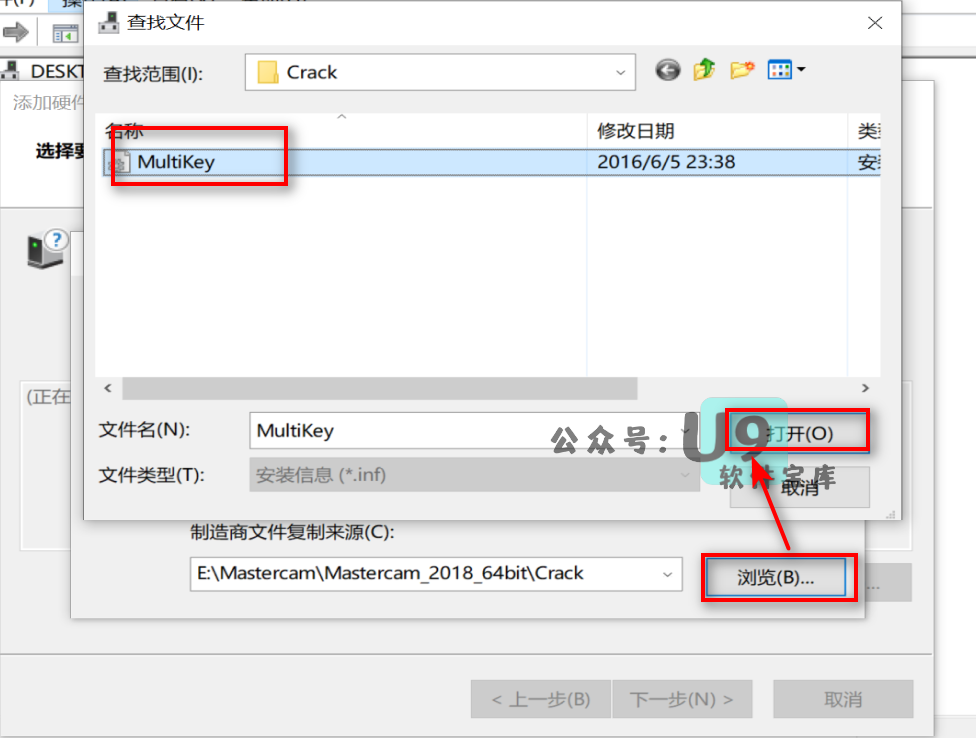 查找文件
DESKT
查找范围(I):
Crack
添加硬件
名称
修改日期
选择要
MultiKey
2016/6/5 23:38
安装
(正在
文件名(N):
MultiKey
打开(O)
公众号:U9
软件宝库
文件类型(T):
安装信息 (*.inf)
取消
制造商文件复制来源(C):
E:\Mastercam\Mastercam_2018_64bit\Crack
浏览(B)...
...
< 上一步(B)
下一步(N) >
取消